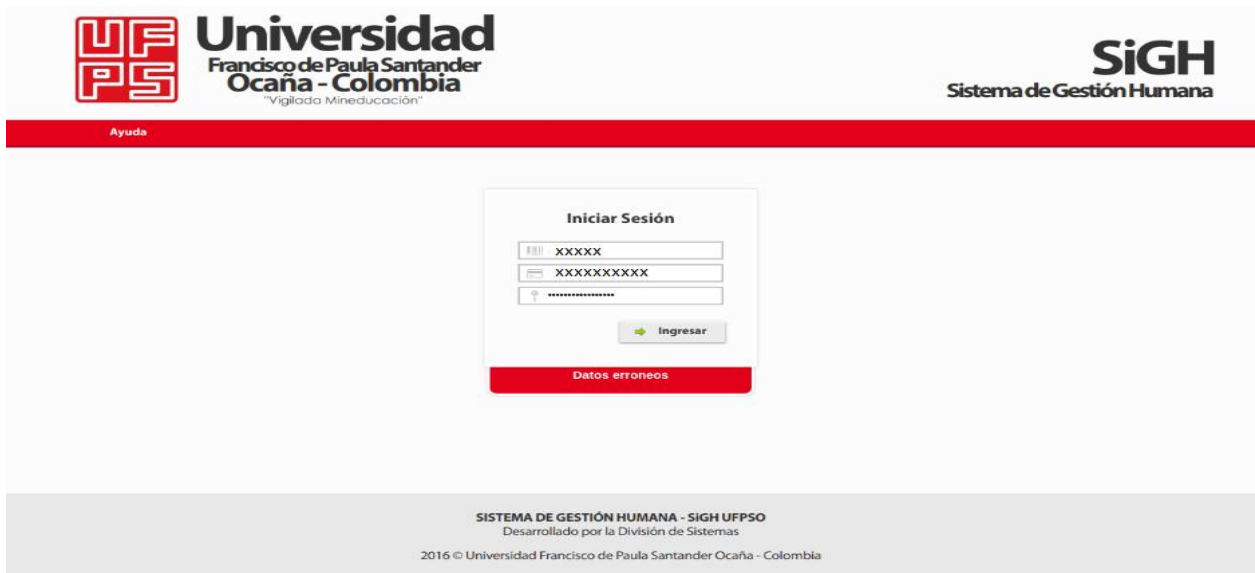 UFPS
Universidad
Francisco de Paula Santander
Ocaña - Colombia
"Vigilada Mineducación"
SiGH
Sistema de Gestión Humana
Ayuda
Iniciar Sesión
XXXXX
XXXXXXXXXX
Ingresar
Datos erroneos
SISTEMA DE GESTIÓN HUMANA - SiGH UFPSO
Desarrollado por la División de Sistemas
2016 © Universidad Francisco de Paula Santander Ocaña - Colombia